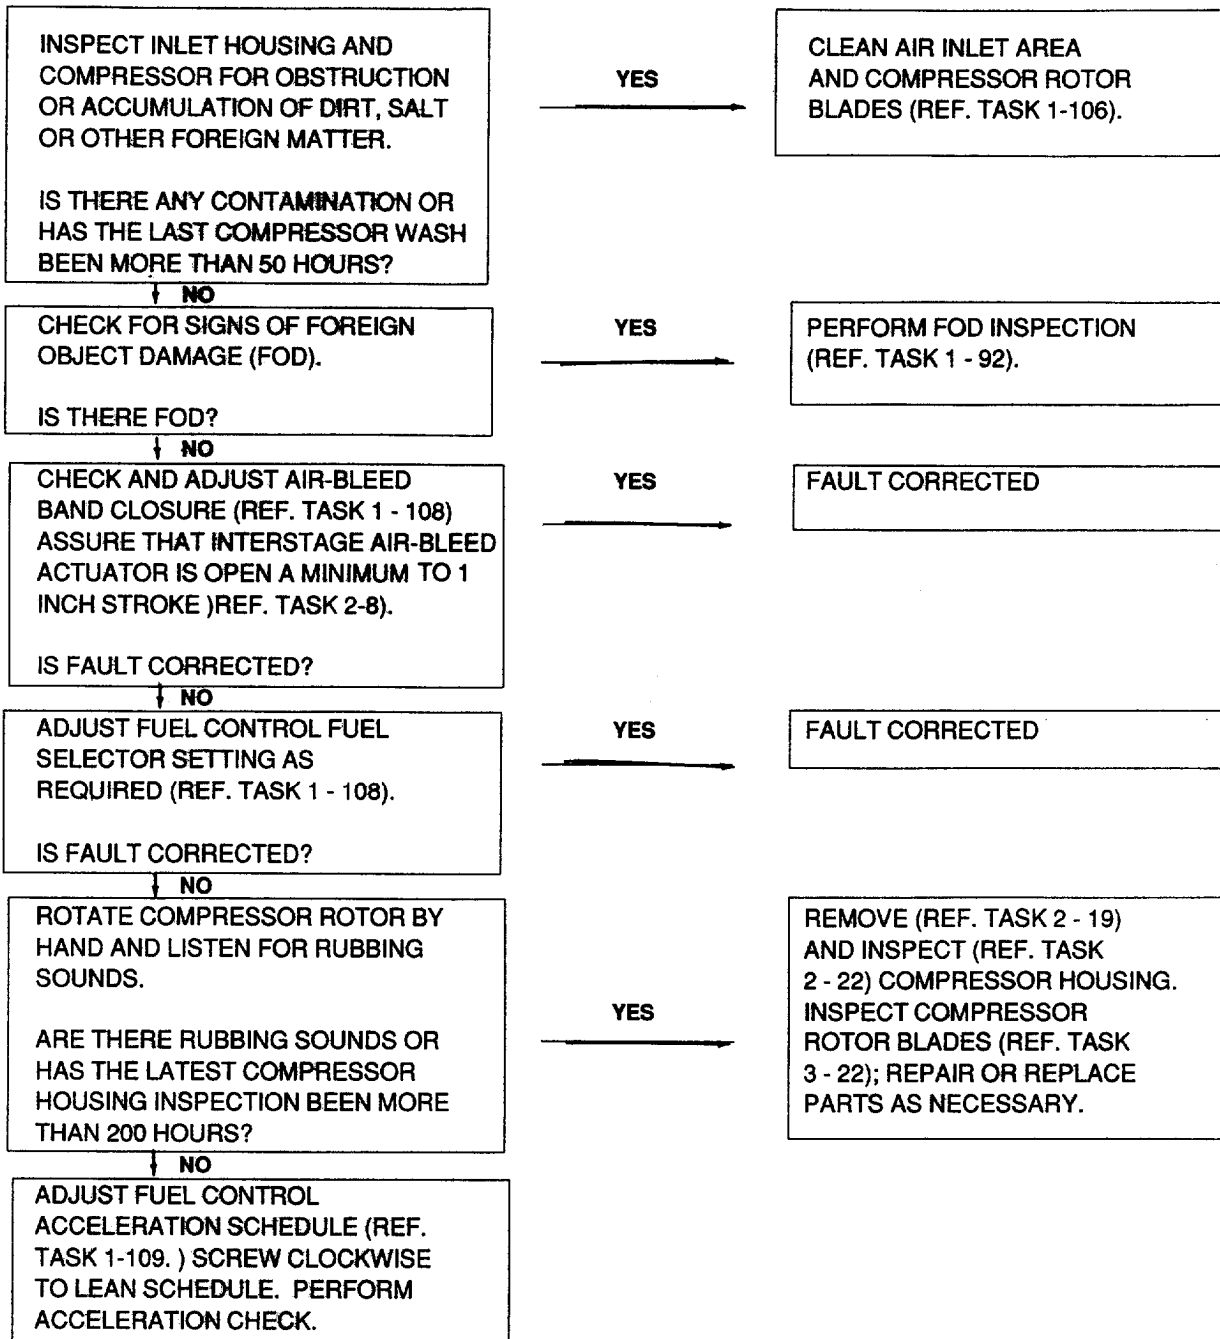 INSPECT INLET HOUSING AND
COMPRESSOR FOR OBSTRUCTION
OR ACCUMULATION OF DIRT, SALT
OR OTHER FOREIGN MATTER.
IS THERE ANY CONTAMINATION OR
HAS THE LAST COMPRESSOR WASH
BEEN MORE THAN 50 HOURS?
YES
CLEAN AIR INLET AREA
AND COMPRESSOR ROTOR
BLADES (REF. TASK 1-106).
NO
CHECK FOR SIGNS OF FOREIGN
OBJECT DAMAGE (FOD).
IS THERE FOD?
YES
PERFORM FOD INSPECTION
(REF. TASK 1 - 92).
NO
CHECK AND ADJUST AIR-BLEED
BAND CLOSURE (REF. TASK 1 - 108)
ASSURE THAT INTERSTAGE AIR-BLEED
ACTUATOR IS OPEN A MINIMUM TO 1
INCH STROKE )REF. TASK 2-8).
IS FAULT CORRECTED?
YES
FAULT CORRECTED
NO
ADJUST FUEL CONTROL FUEL
SELECTOR SETTING AS
REQUIRED (REF. TASK 1 - 108).
IS FAULT CORRECTED?
YES
FAULT CORRECTED
NO
ROTATE COMPRESSOR ROTOR BY
HAND AND LISTEN FOR RUBBING
SOUNDS.
ARE THERE RUBBING SOUNDS OR
HAS THE LATEST COMPRESSOR
HOUSING INSPECTION BEEN MORE
THAN 200 HOURS?
YES
REMOVE (REF. TASK 2 - 19)
AND INSPECT (REF. TASK
2 - 22) COMPRESSOR HOUSING.
INSPECT COMPRESSOR
ROTOR BLADES (REF. TASK
3 - 22); REPAIR OR REPLACE
PARTS AS NECESSARY.
NO
ADJUST FUEL CONTROL
ACCELERATION SCHEDULE (REF.
TASK 1-109. ) SCREW CLOCKWISE
TO LEAN SCHEDULE. PERFORM
ACCELERATION CHECK.